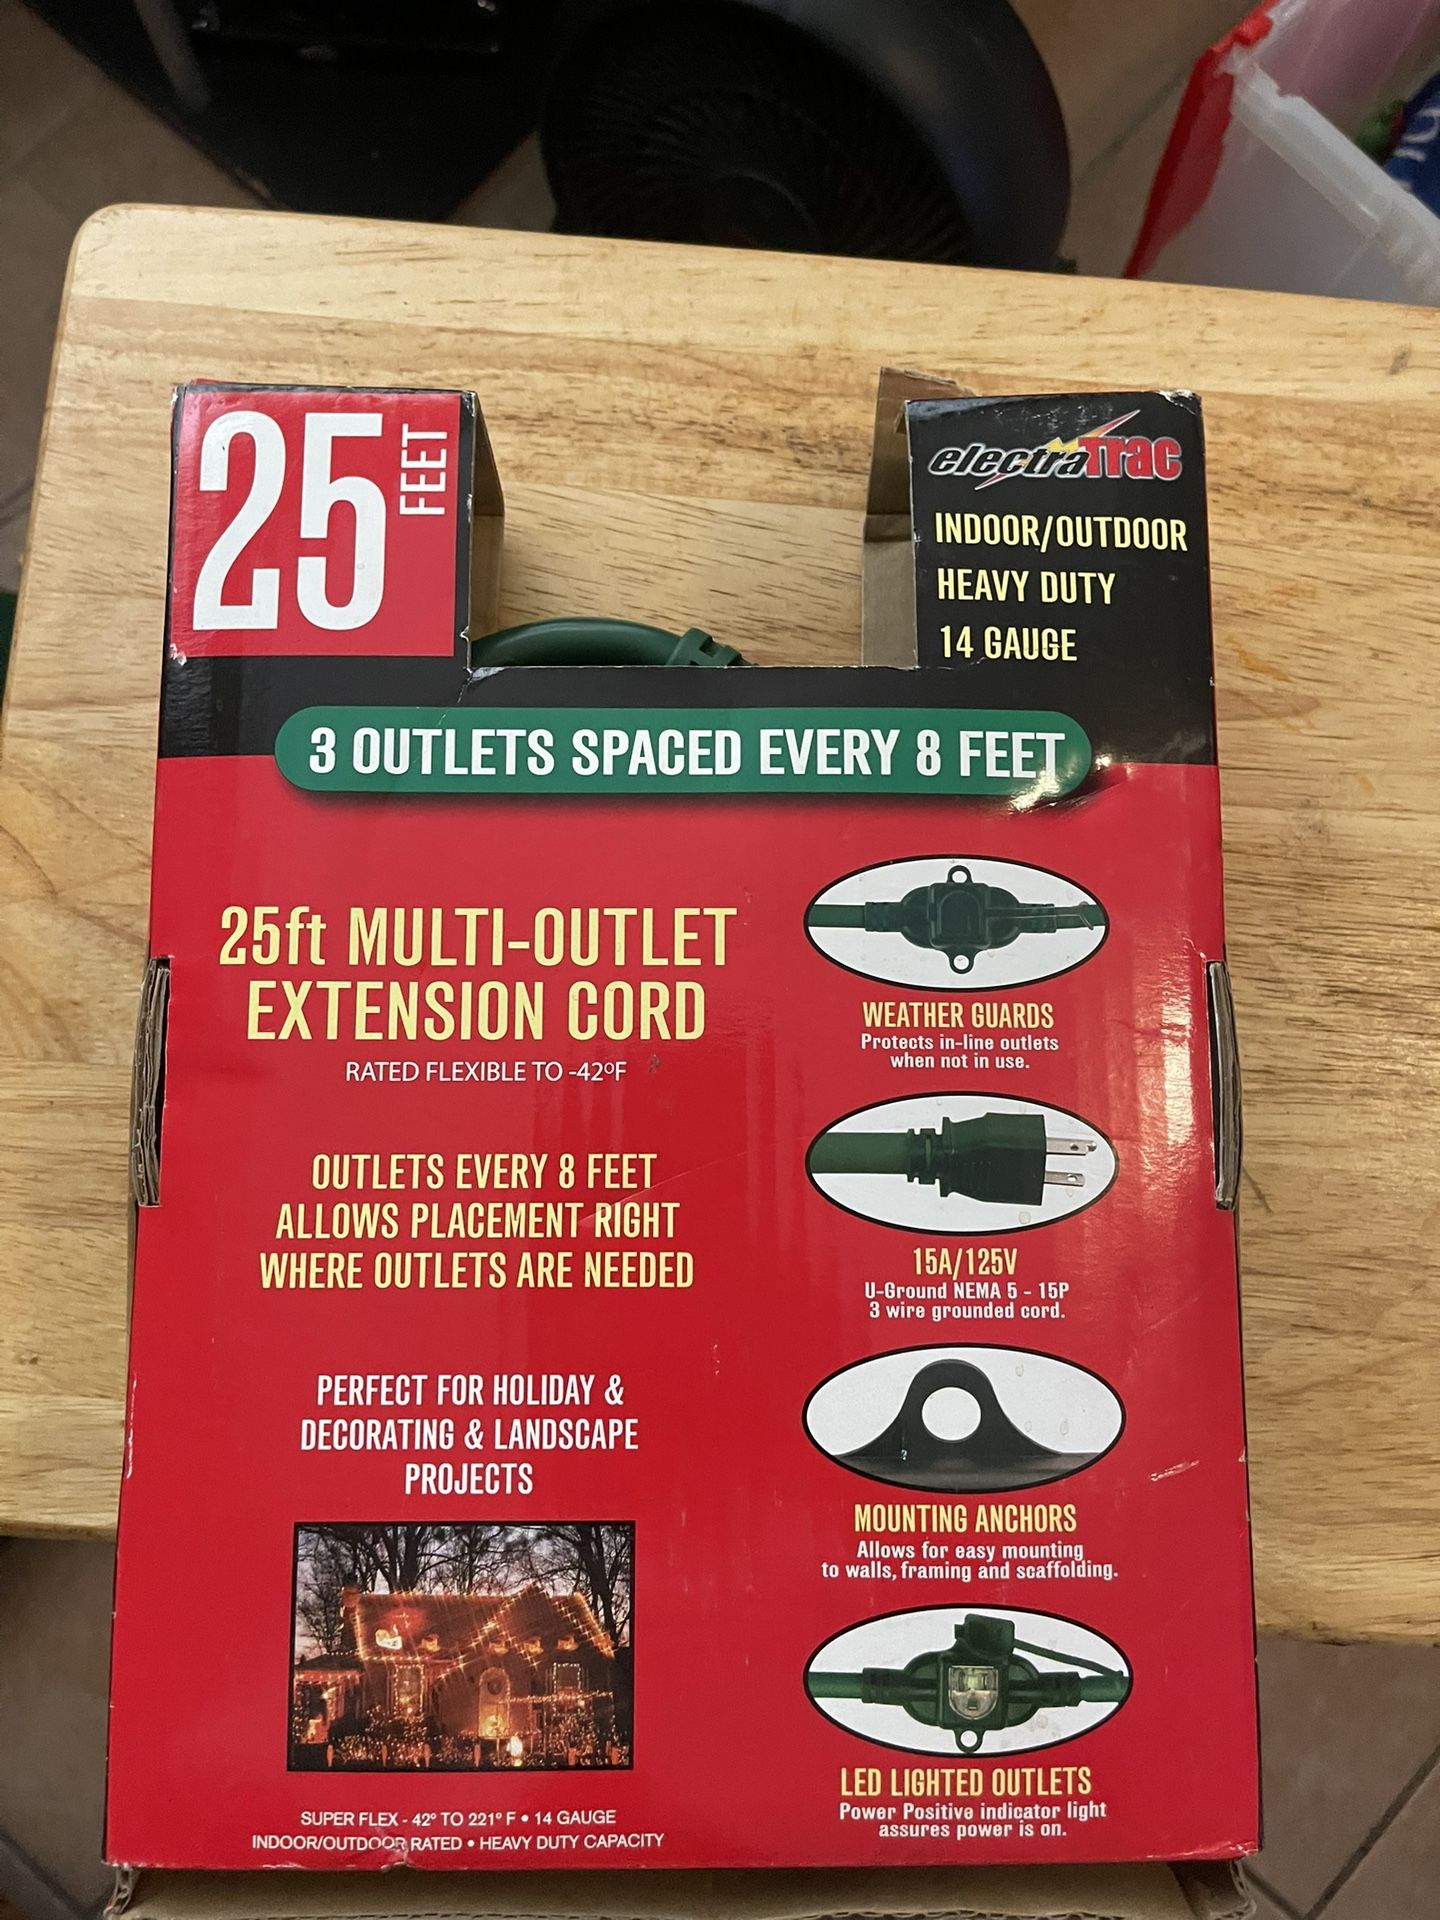 25 FEET
electraTrac
INDOOR/OUTDOOR
HEAVY DUTY
14 GAUGE
3 OUTLETS SPACED EVERY 8 FEET
25ft MULTI-OUTLET
EXTENSION CORD
RATED FLEXIBLE TO -42ºF
OUTLETS EVERY 8 FEET
ALLOWS PLACEMENT RIGHT
WHERE OUTLETS ARE NEEDED
PERFECT FOR HOLIDAY &
DECORATING & LANDSCAPE
PROJECTS
SUPER FLEX - 42º TO 221º F • 14 GAUGE
INDOOR/OUTDOOR RATED • HEAVY DUTY CAPACITY
WEATHER GUARDS
Protects in-line outlets
when not in use.
15A/125V
U-Ground NEMA 5 - 15P
3 wire grounded cord.
MOUNTING ANCHORS
Allows for easy mounting
to walls, framing and scaffolding.
LED LIGHTED OUTLETS
Power Positive indicator light
assures power is on.